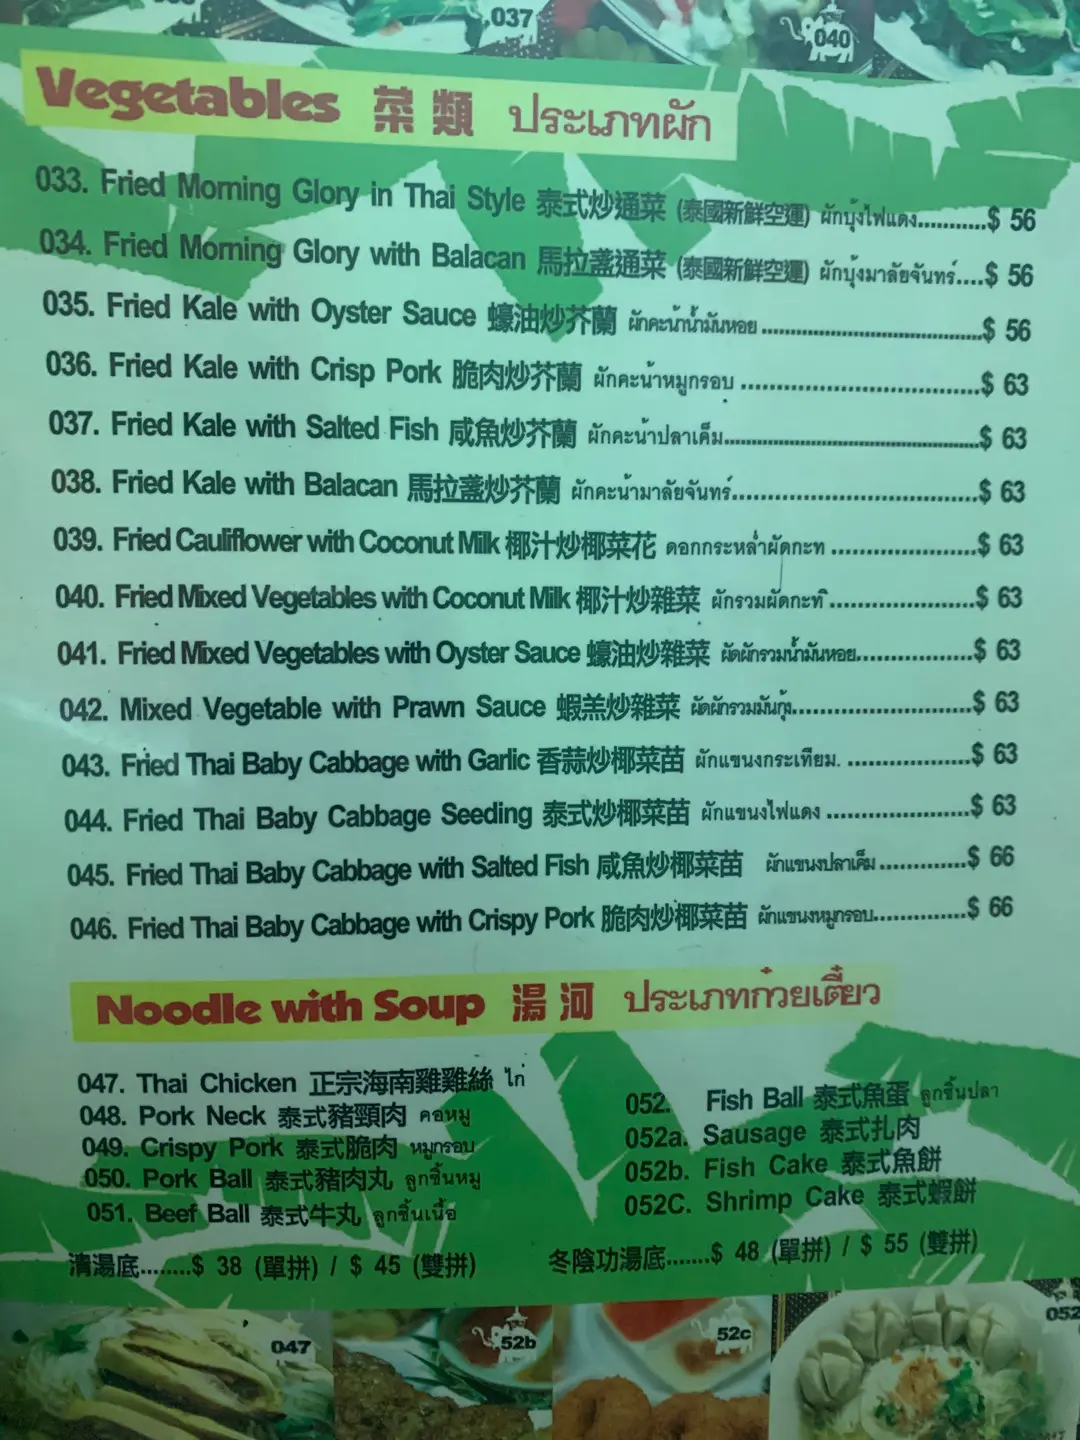 037
040
Vegetables 菜類 ประเภทผัก
033. Fried Morning Glory in Thai Style 泰式炒通菜 (泰國新鮮空運) ผักบุ้งไฟแดง...........$ 56
034. Fried Morning Glory with Balacan 馬拉盞通菜 (泰國新鮮空運) ผักบุ้งมาลัยจันทร์....$ 56
035. Fried Kale with Oyster Sauce 蠔油炒芥蘭 ผักคะน้าน้ำมันหอย...........$ 56
036. Fried Kale with Crisp Pork 脆肉炒芥蘭 ผักคะน้าหมูกรอบ...........$ 63
037. Fried Kale with Salted Fish 咸魚炒芥蘭 ผักคะน้าปลาเค็ม...........$ 63
038. Fried Kale with Balacan 馬拉盞炒芥蘭 ผักคะน้ามาลัยจันทร์...........$ 63
039. Fried Cauliflower with Coconut Milk 椰汁炒椰菜花 ดอกกระหล่ำผัดกะท...........$ 63
040. Fried Mixed Vegetables with Coconut Milk 椰汁炒雜菜 ผักรวมผัดกะทิ...........$ 63
041. Fried Mixed Vegetables with Oyster Sauce 蠔油炒雜菜 ผัดผักรวมน้ำมันหอย...........$ 63
042. Mixed Vegetable with Prawn Sauce 蝦羔炒雜菜 ผัดผักรวมมันกุ้ง...........$ 63
043. Fried Thai Baby Cabbage with Garlic 香蒜炒椰菜苗 ผักแขนงกระเทียม. ...........$ 63
044. Fried Thai Baby Cabbage Seeding 泰式炒椰菜苗 ผักแขนงไฟแดง...........$ 63
045. Fried Thai Baby Cabbage with Salted Fish 咸魚炒椰菜苗 ผักแขนงปลาเค็ม...........$ 66
046. Fried Thai Baby Cabbage with Crispy Pork 脆肉炒椰菜苗 ผักแขนงหมูกรอบ...........$ 66
Noodle with Soup 湯河 ประเภทก๋วยเตี๋ยว
047. Thai Chicken 正宗海南雞雞絲 ไก่
048. Pork Neck 泰式豬頸肉 คอหมู
049. Crispy Pork 泰式脆肉 หมูกรอบ
050. Pork Ball 泰式豬肉丸 ลูกชิ้นหมู
051. Beef Ball 泰式牛丸 ลูกชิ้นเนื้อ
清湯底........$ 38 (單拼) / $ 45 (雙拼)
052. Fish Ball 泰式魚蛋 ลูกชิ้นปลา
052a. Sausage 泰式扎肉
052b. Fish Cake 泰式魚餅
052C. Shrimp Cake 泰式蝦餅
冬陰功湯底.......$ 48 (單拼) / $ 55 (雙拼)
047
52b
52c
052